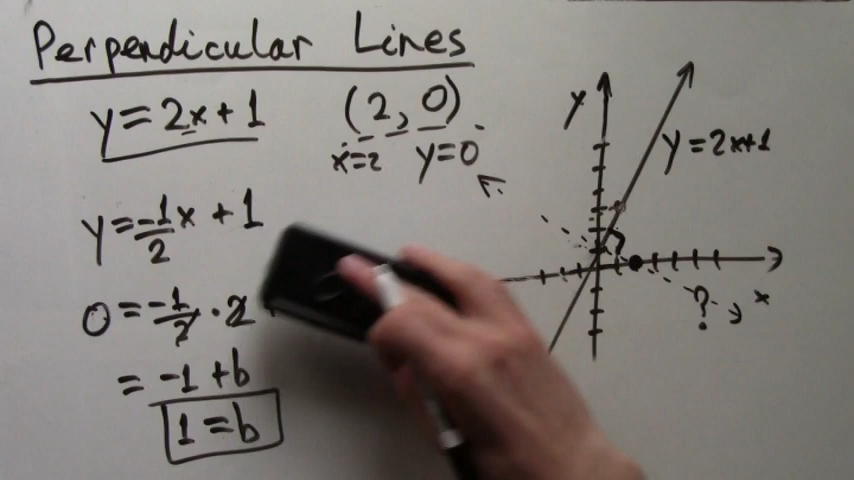 Perpendicular Lines
y = 2x + 1
(2, 0)
x = 2 y = 0
y = -1/2 x + 1
0 = -1/2 · 2
= -1 + b
1 = b
y
y = 2x+1
?
?
x